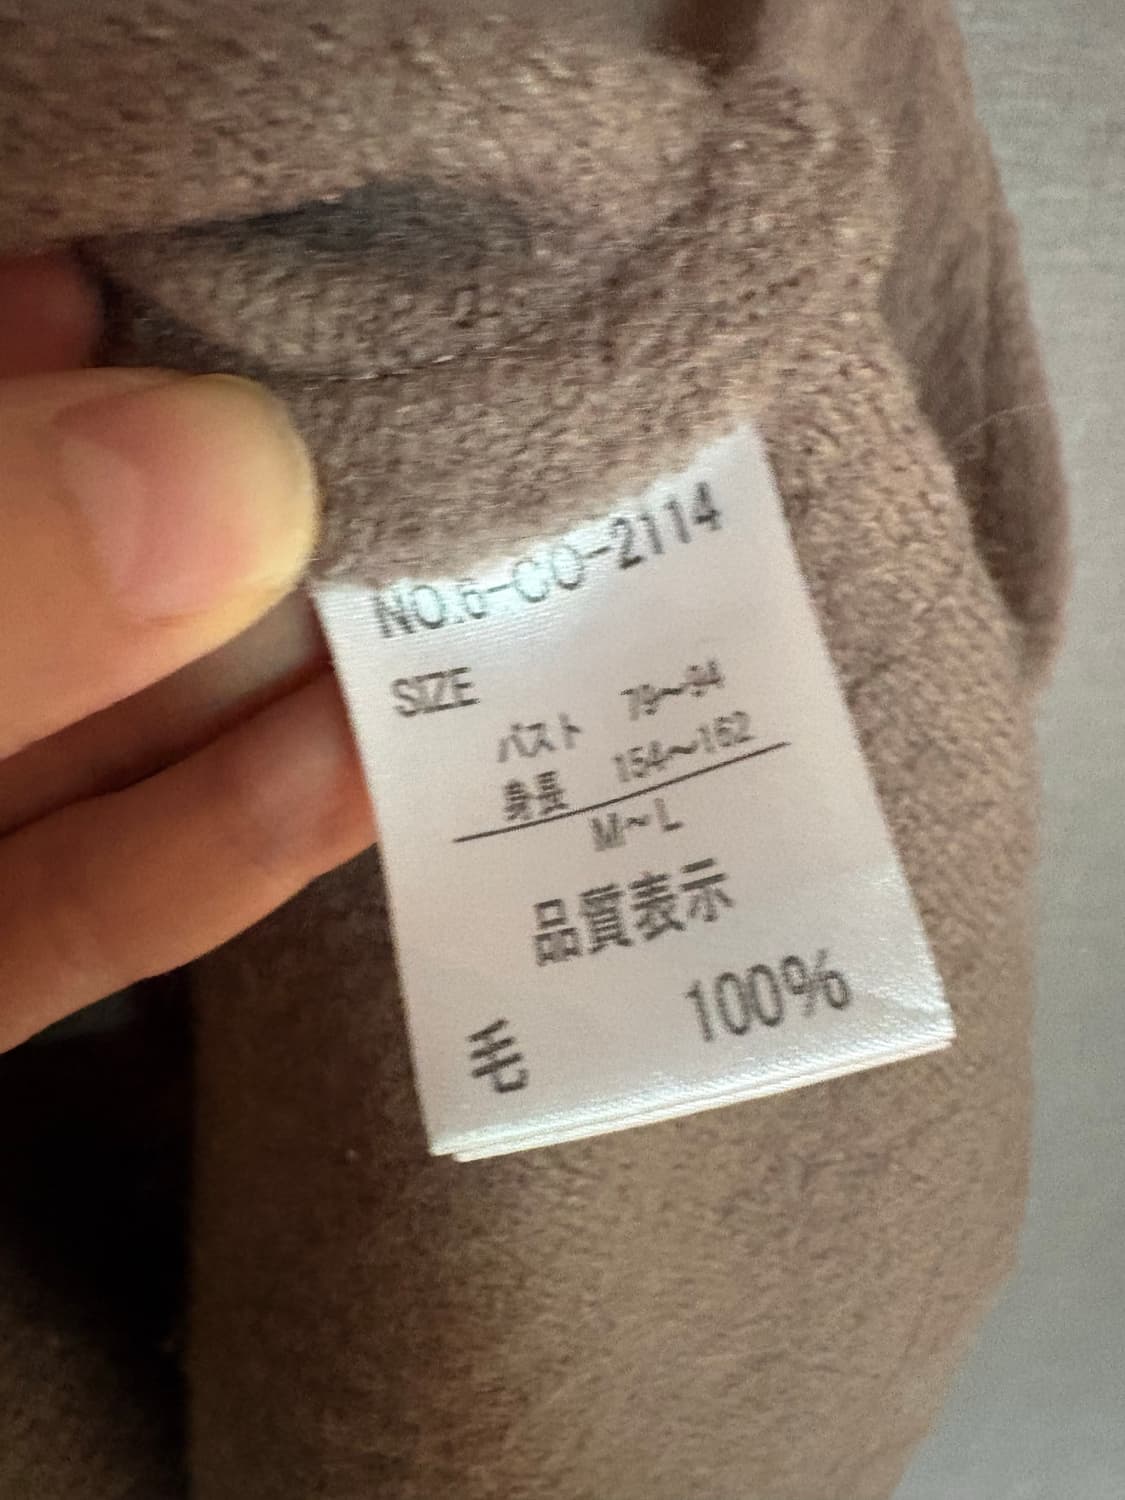 NO.6-CO-2114
SIZE
バスト 79~94
身長 154~162
M~L
品質表示
毛 100%